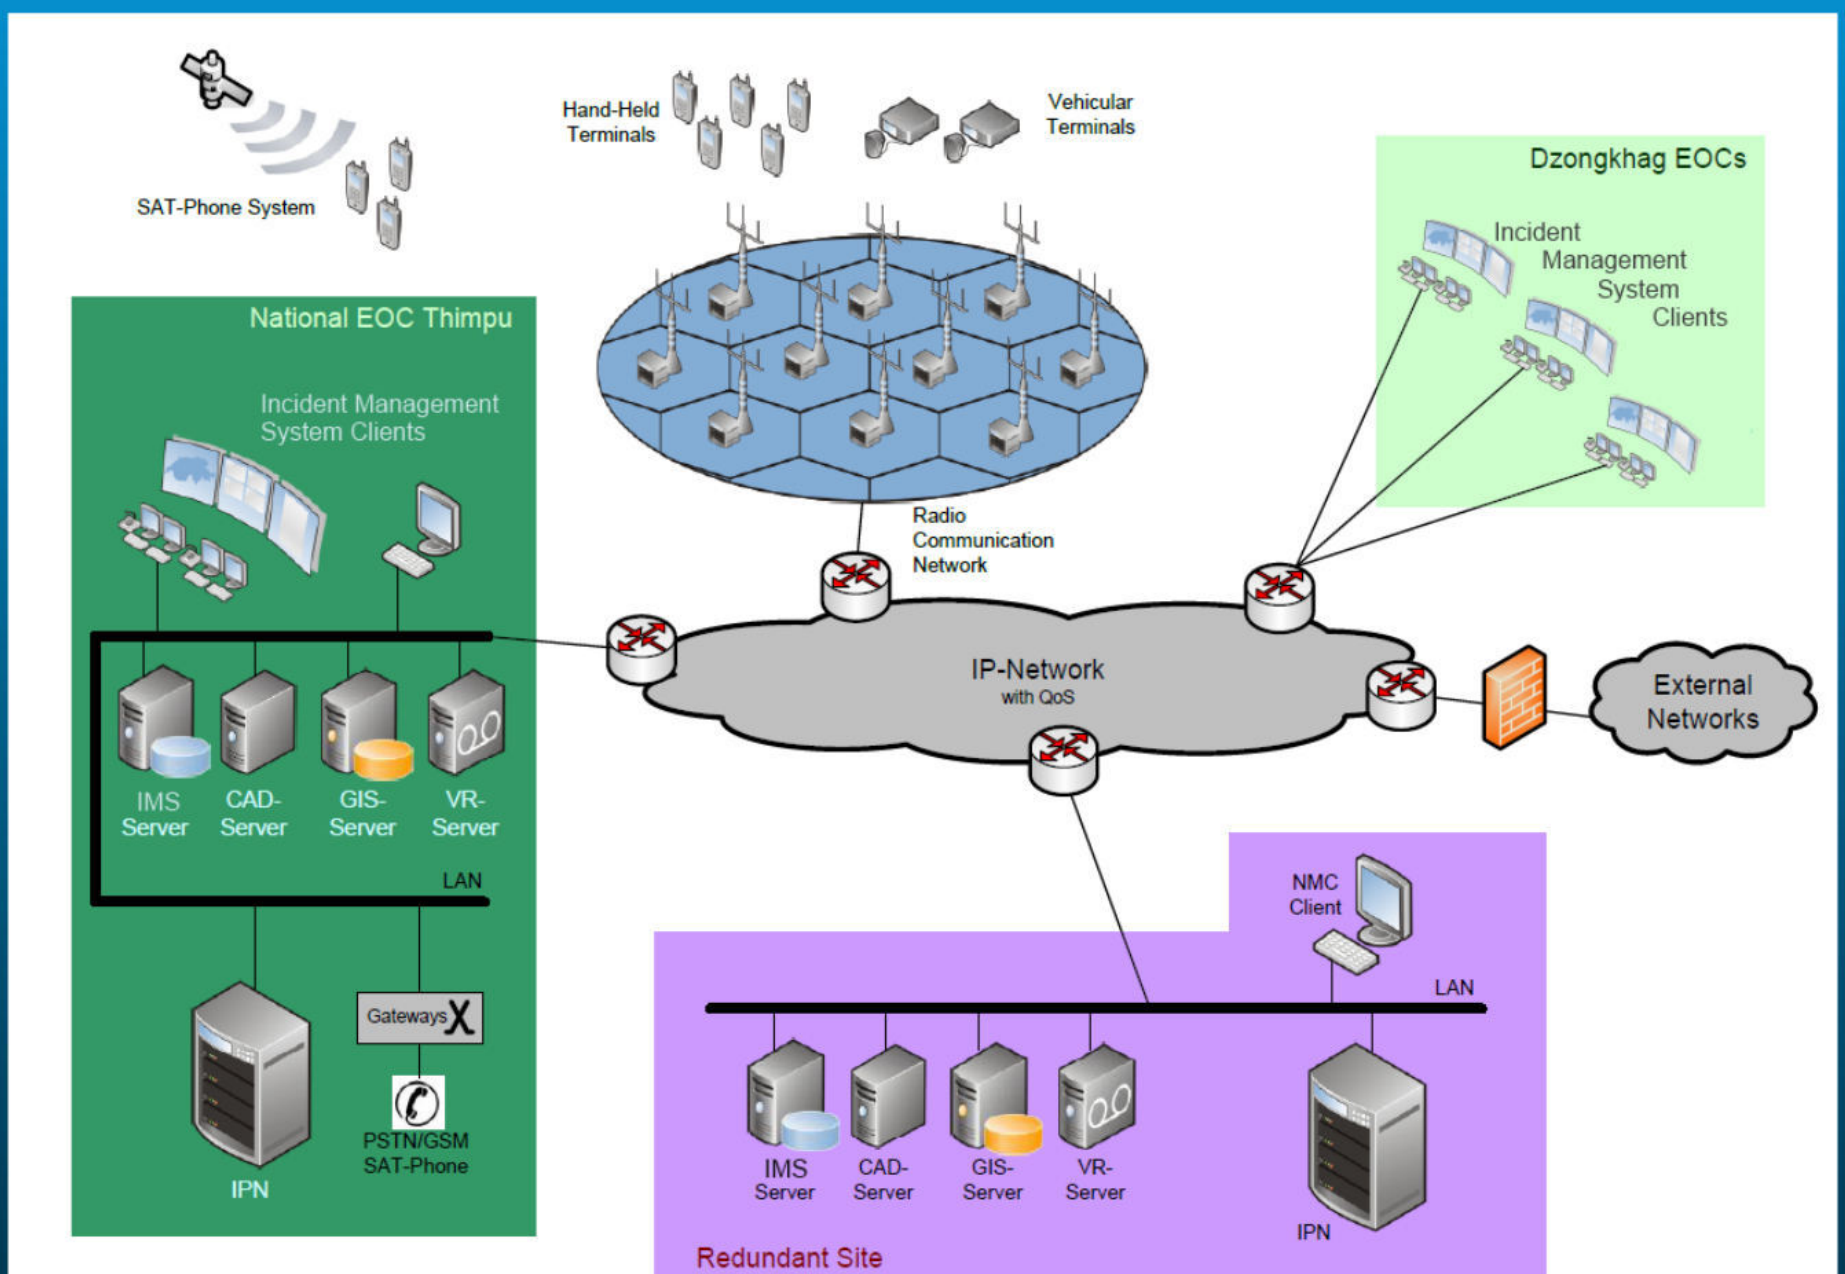 SAT-Phone System
Hand-Held
Terminals
Vehicular
Terminals
Dzongkhag EOCs
Incident
Management
System
Clients
National EOC Thimpu
Incident Management
System Clients
Radio
Communication
Network
IP-Network
with QoS
External
Networks
IMS
Server
CAD-
Server
GIS-
Server
VR-
Server
LAN
Gateways X
PSTN/GSM
SAT-Phone
IPN
NMC
Client
LAN
IMS
Server
CAD-
Server
GIS-
Server
VR-
Server
IPN
Redundant Site